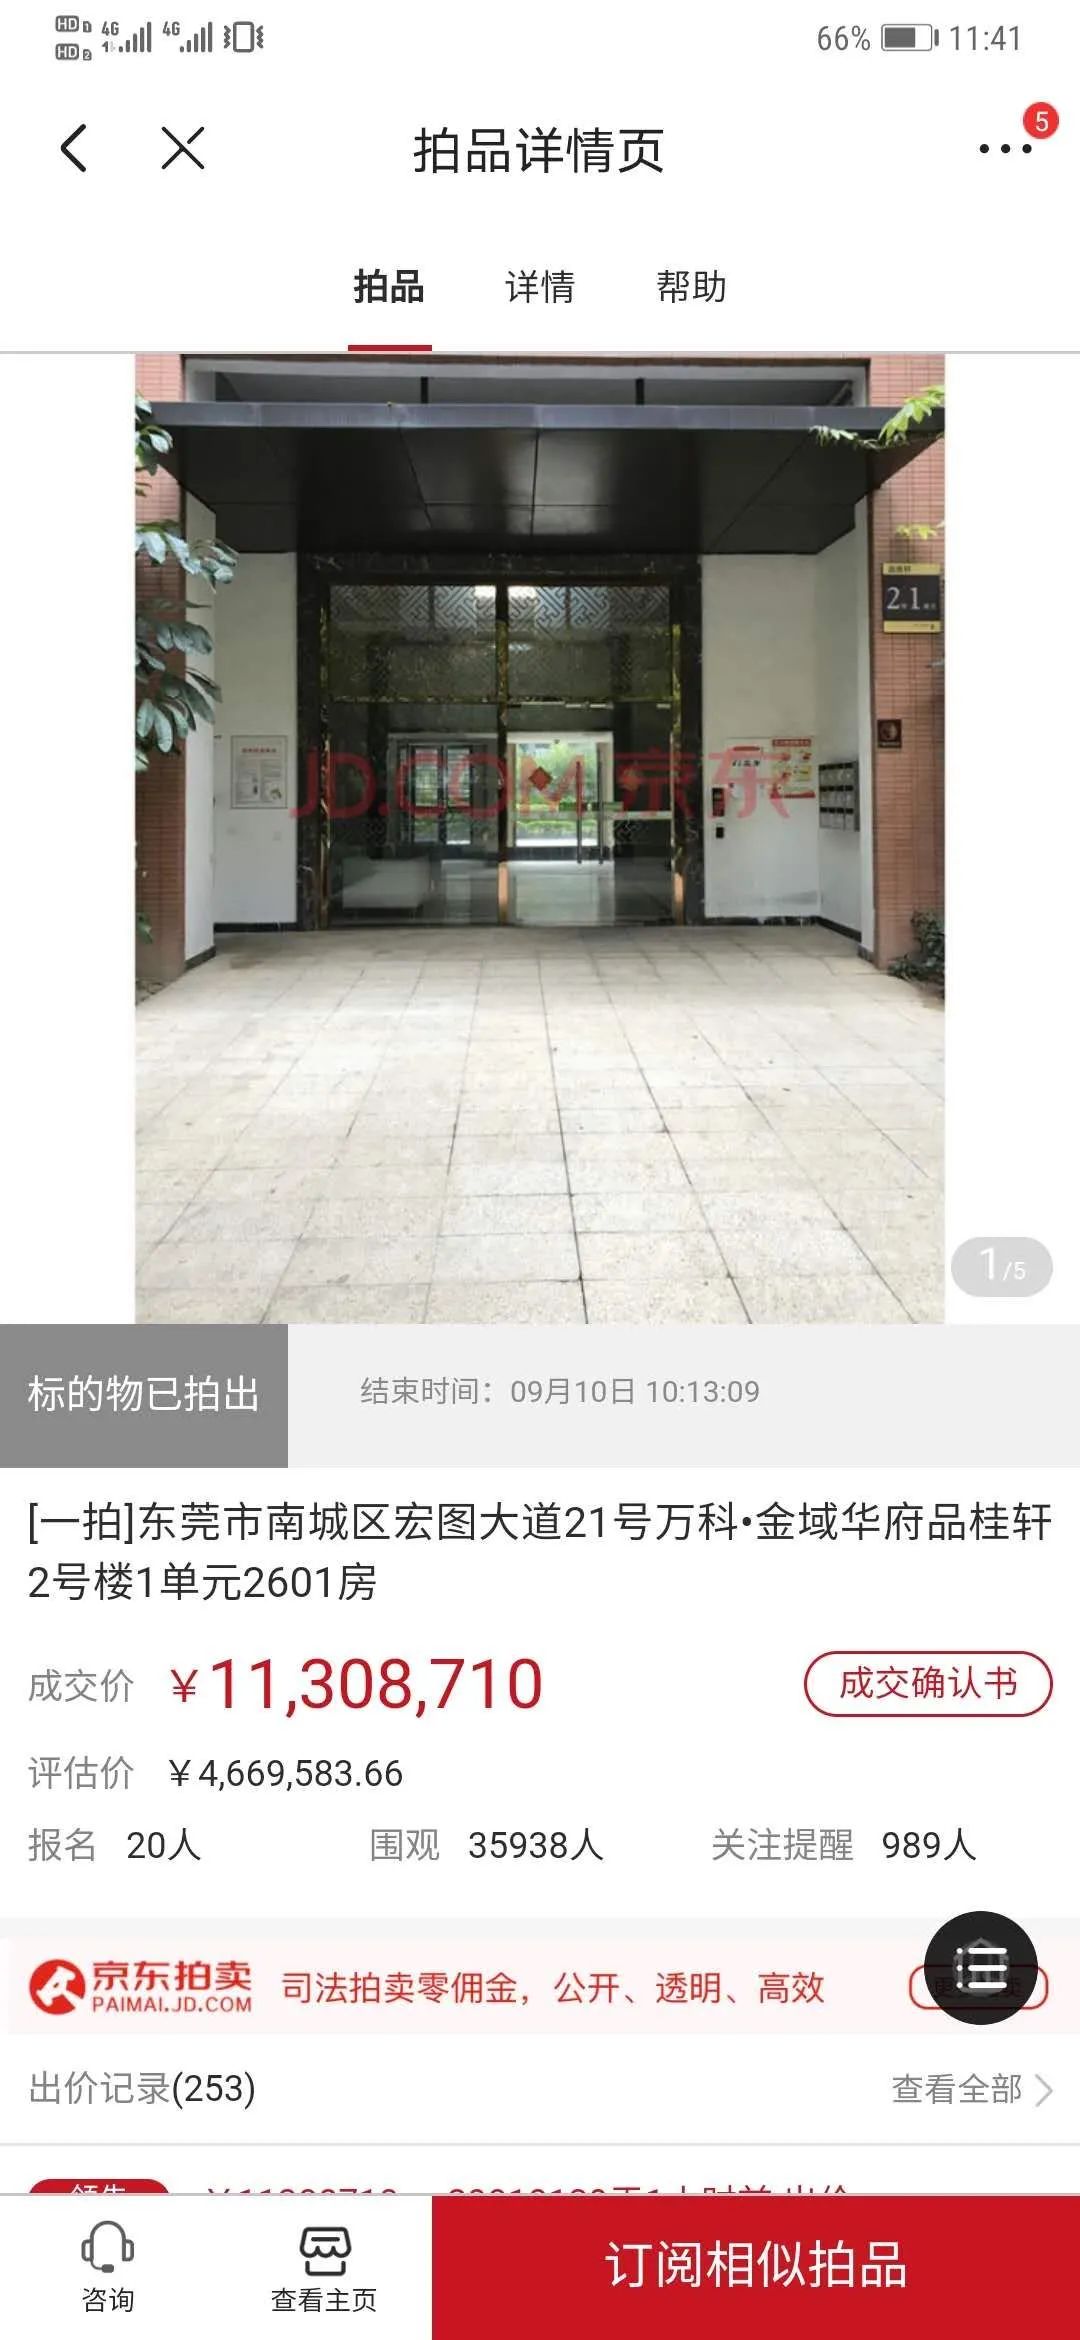 HD 1 4G 4G 66% 11:41
HD 2
拍品详情页
5
拍品 详情 帮助
21
JD.COM 京东
1/5
标的物已拍出 结束时间：09月10日 10:13:09
[一拍]东莞市南城区宏图大道21号万科•金域华府品桂轩
2号楼1单元2601房
成交价 ￥11,308,710 成交确认书
评估价 ￥4,669,583.66
报名 20人 围观 35938人 关注提醒 989人
京东拍卖 司法拍卖零佣金，公开、透明、高效
PAIMAI.JD.COM
出价记录(253) 查看全部
咨询 查看主页 订阅相似拍品